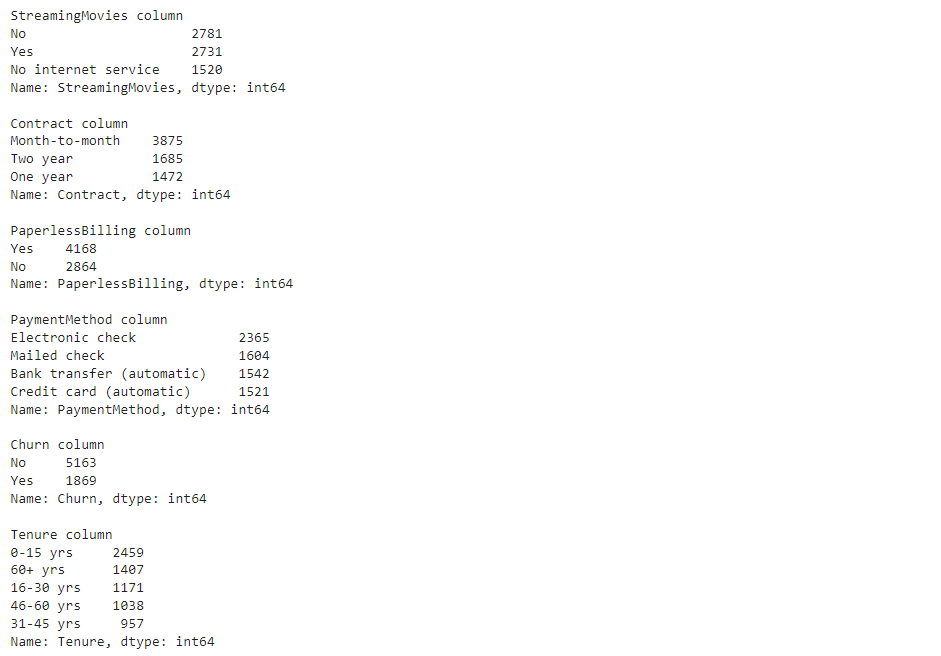 StreamingMovies column
No                     2781
Yes                    2731
No internet service    1520
Name: StreamingMovies, dtype: int64

Contract column
Month-to-month    3875
Two year          1685
One year          1472
Name: Contract, dtype: int64

PaperlessBilling column
Yes    4168
No     2864
Name: PaperlessBilling, dtype: int64

PaymentMethod column
Electronic check             2365
Mailed check                 1604
Bank transfer (automatic)    1542
Credit card (automatic)      1521
Name: PaymentMethod, dtype: int64

Churn column
No     5163
Yes    1869
Name: Churn, dtype: int64

Tenure column
0-15 yrs     2459
60+ yrs      1407
16-30 yrs    1171
46-60 yrs    1038
31-45 yrs     957
Name: Tenure, dtype: int64